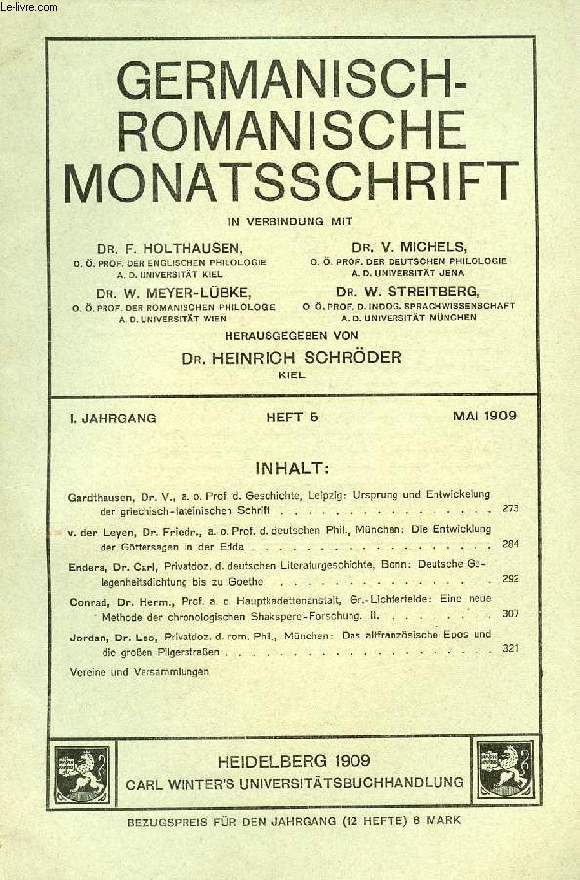 Le-livre.com
GERMANISCH-
ROMANISCHE
MONATSSCHRIFT
IN VERBINDUNG MIT
DR. F. HOLTHAUSEN,
O. Ö. PROF. DER ENGLISCHEN PHILOLOGIE
A. D. UNIVERSITÄT KIEL
DR. V. MICHELS,
O. Ö. PROF. DER DEUTSCHEN PHILOLOGIE
A. D. UNIVERSITÄT JENA
DR. W. MEYER-LÜBKE,
O. Ö. PROF. DER ROMANISCHEN PHILOLOGIE
A. D. UNIVERSITÄT WIEN
DR. W. STREITBERG,
O. Ö. PROF. D. INDOG. SPRACHWISSENSCHAFT
A. D. UNIVERSITÄT MÜNCHEN
HERAUSGEGEBEN VON
DR. HEINRICH SCHRÖDER
KIEL
I. JAHRGANG HEFT 5 MAI 1909
INHALT:
Gardthausen, Dr. V., a. o. Prof. d. Geschichte, Leipzig: Ursprung und Entwickelung
der griechisch-lateinischen Schrift . . . . . . . . . . . . . . 273
v. der Leyen, Dr. Friedr., a. o. Prof. d. deutschen Phil., München: Die Entwicklung
der Göttersagen in der Edda . . . . . . . . . . . . . . . . 284
Enders, Dr. Carl, Privatdoz. d. deutschen Literaturgeschichte, Bonn: Deutsche Ge-
legenheitsdichtung bis zu Goethe . . . . . . . . . . . . . . 292
Conrad, Dr. Herm., Prof. a. d. Hauptkadettenanstalt, Gr.-Lichterfelde: Eine neue
Methode der chronologischen Shakspere-Forschung. II. . . . . . . . . 307
Jordan, Dr. Leo, Privatdoz. d. rom. Phil., München: Das altfranzösische Epos und
die großen Pilgerstraßen . . . . . . . . . . . . . . . . . 321
Vereine und Versammlungen
HEIDELBERG 1909
CARL WINTER'S UNIVERSITÄTSBUCHHANDLUNG
BEZUGSPREIS FÜR DEN JAHRGANG (12 HEFTE) 6 MARK